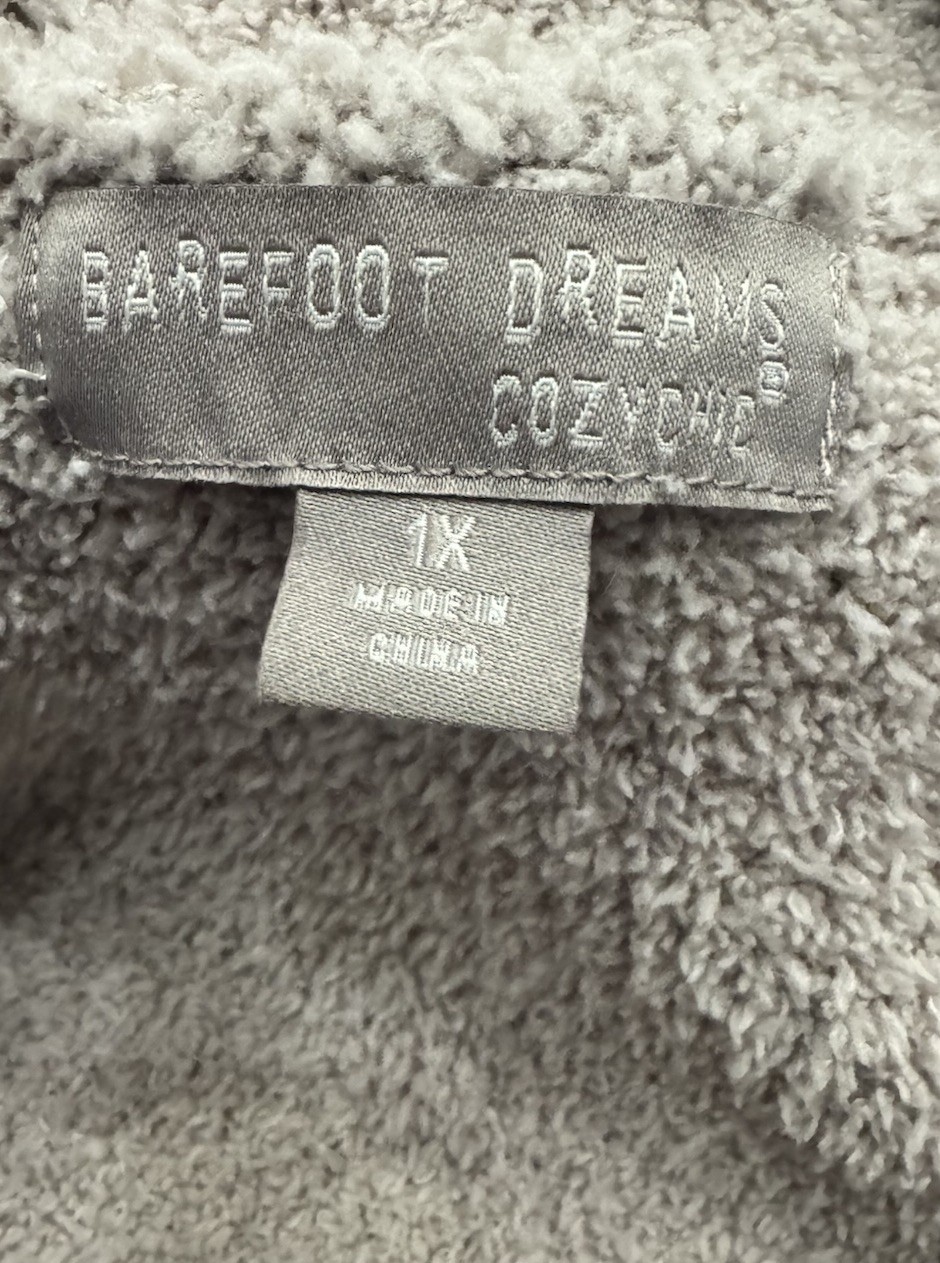 BAREFOOT DREAMS®
COZYCHIC
1X
MADE IN
CHINA